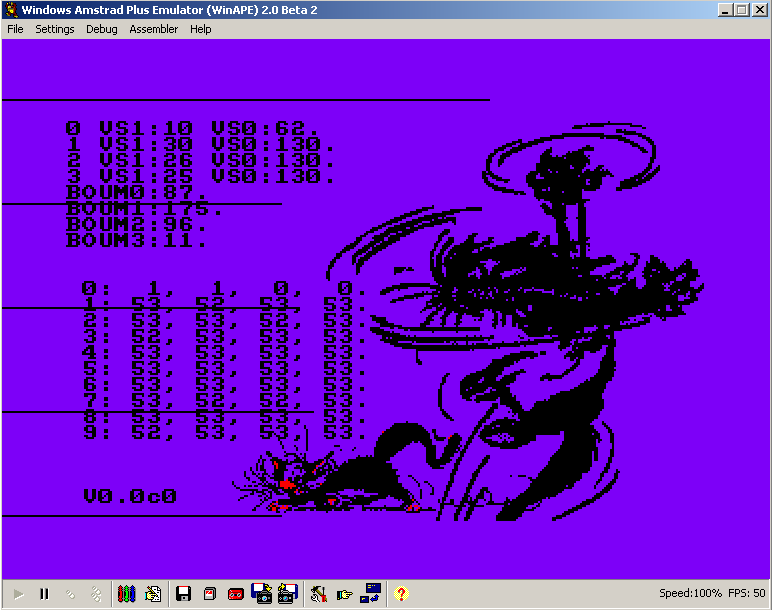 Windows Amstrad Plus Emulator (WinAPE) 2.0 Beta 2
File Settings Debug Assembler Help
0 VS1:10 VS0:62.
1 VS1:30 VS0:130.
2 VS1:26 VS0:130.
3 VS1:25 VS0:130.
BOUM0:87.
BOUM1:175.
BOUM2:96.
BOUM3:11.
0: 1, 1, 0, 0.
1: 53, 52, 53, 53.
2: 53, 53, 52, 53.
3: 52, 53, 53, 53.
4: 53, 53, 53, 53.
5: 53, 53, 53, 53.
6: 53, 53, 52, 53.
7: 53, 52, 52, 53.
8: 53, 53, 53, 53.
9: 52, 53, 53, 53.
V0.0c0
Speed:100% FPS: 50